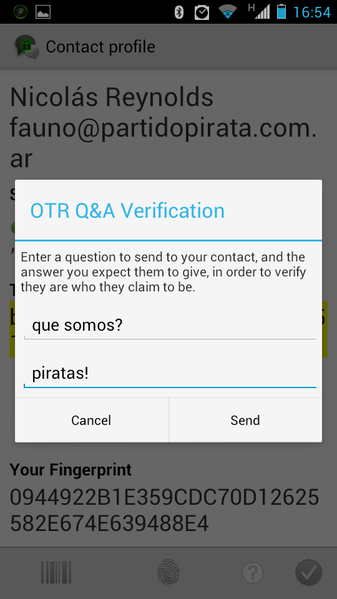 H
16:54
Contact profile
Nicolás Reynolds
fauno@partidopirata.com.
ar
OTR Q&A Verification
Enter a question to send to your contact, and the
answer you expect them to give, in order to verify
they are who they claim to be.
que somos?
piratas!
Cancel
Send
Your Fingerprint
0944922B1E359CDC70D12625
582E674E639488E4
?